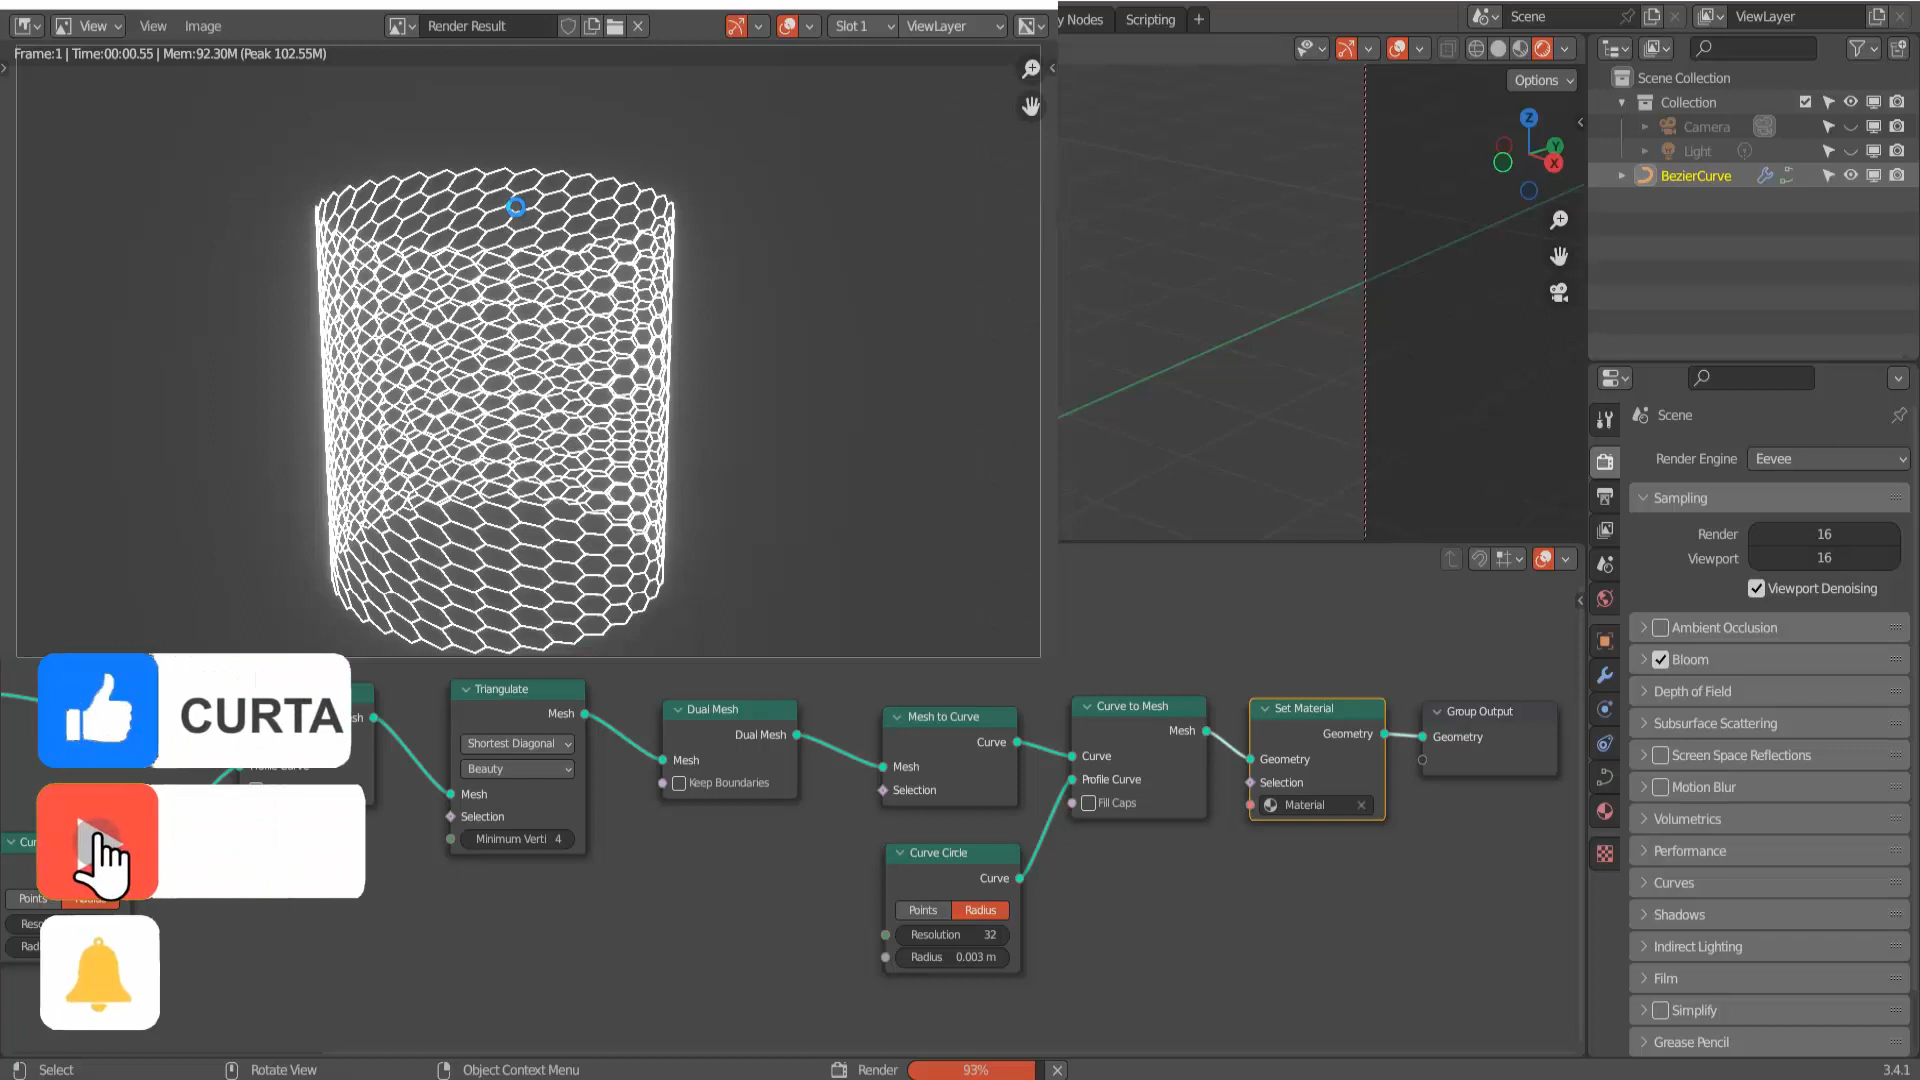 View
View
Image
Render Result
Slot 1
ViewLayer
Frame:1 | Time:00:00.55 | Mem:92.30M (Peak 102.55M)
y Nodes
Scripting
+
Scene
ViewLayer
Options
Z
Y
X
Scene Collection
Collection
Camera
Light
BezierCurve
Scene
Render Engine
Eevee
Sampling
Render
16
Viewport
16
Viewport Denoising
Ambient Occlusion
Bloom
Depth of Field
Subsurface Scattering
Screen Space Reflections
Motion Blur
Volumetrics
Performance
Curves
Shadows
Indirect Lighting
Film
Simplify
Grease Pencil
CURTA
sh
Cur
Points
Reso
Rad
Triangulate
Mesh
Shortest Diagonal
Beauty
Mesh
Selection
Minimum Verti 4
Dual Mesh
Dual Mesh
Mesh
Keep Boundaries
Mesh to Curve
Curve
Mesh
Selection
Curve Circle
Curve
Points
Radius
Resolution 32
Radius 0.003 m
Curve to Mesh
Mesh
Curve
Profile Curve
Fill Caps
Set Material
Geometry
Geometry
Selection
Material
Group Output
Geometry
Select
Rotate View
Object Context Menu
Render
93%
3.4.1